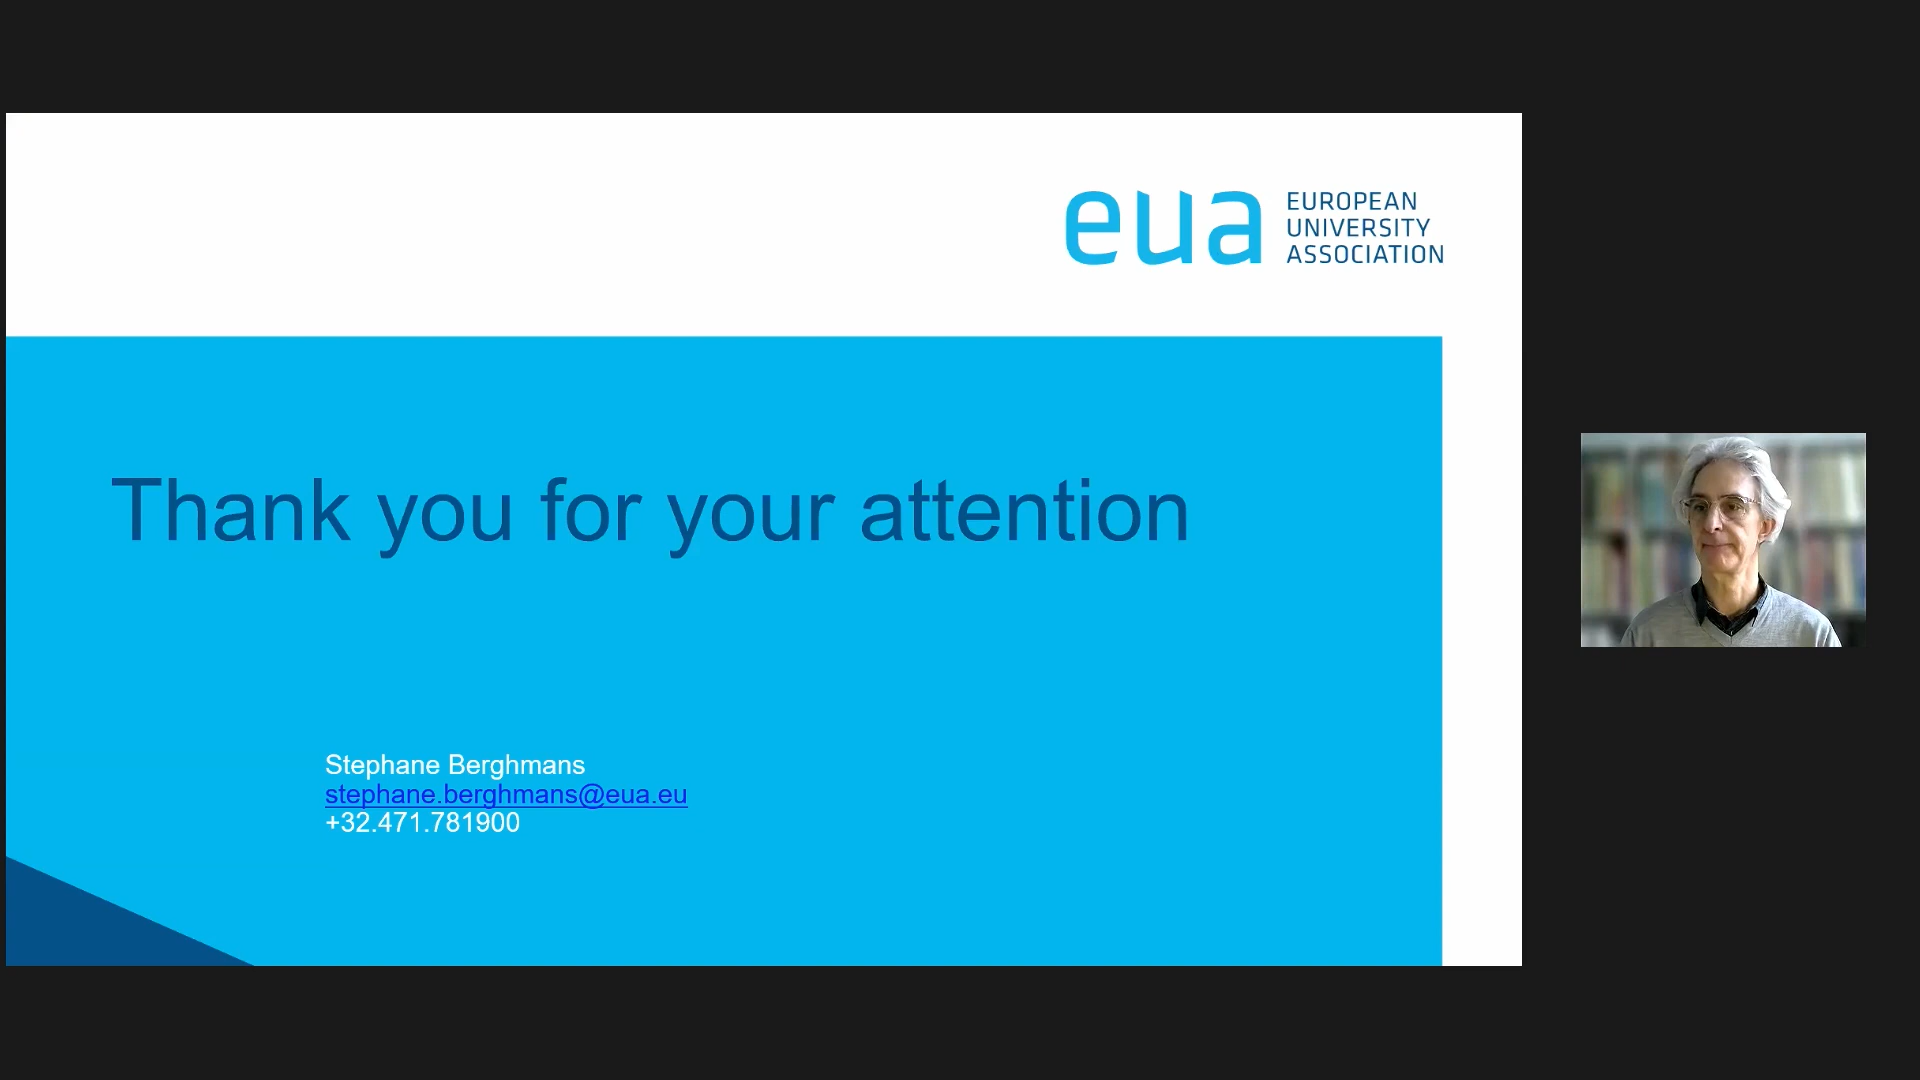 eua
EUROPEAN
UNIVERSITY
ASSOCIATION
Thank you for your attention
Stephane Berghmans
stephane.berghmans@eua.eu
+32.471.781900